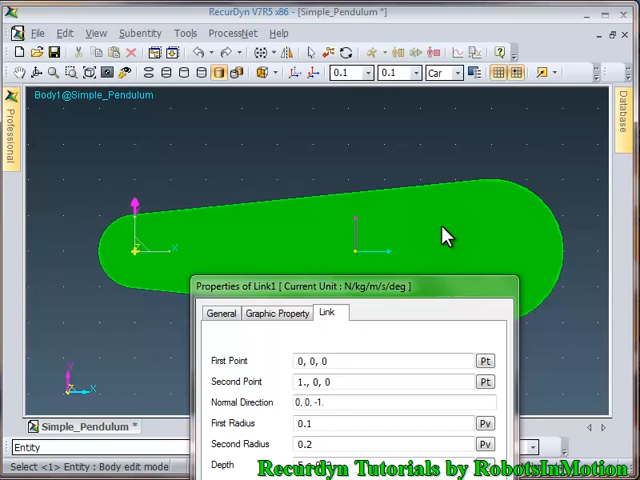 RecurDyn V7R5 x86 - [Simple_Pendulum *]
File Edit View Subentity Tools ProcessNet Help
0.1 0.1 Car
Body1@Simple_Pendulum
Professional
Database
X
Properties of Link1 [ Current Unit : N/kg/m/s/deg ]
General Graphic Property Link
First Point 0, 0, 0 Pt
Second Point 1., 0, 0 Pt
Normal Direction 0, 0, -1.
First Radius 0.1 Pv
Second Radius 0.2 Pv
Depth
Y
X
Simple_Pendulum *
Entity
Select <1> Entity : Body edit mode
Recurdyn Tutorials by RobotsInMotion